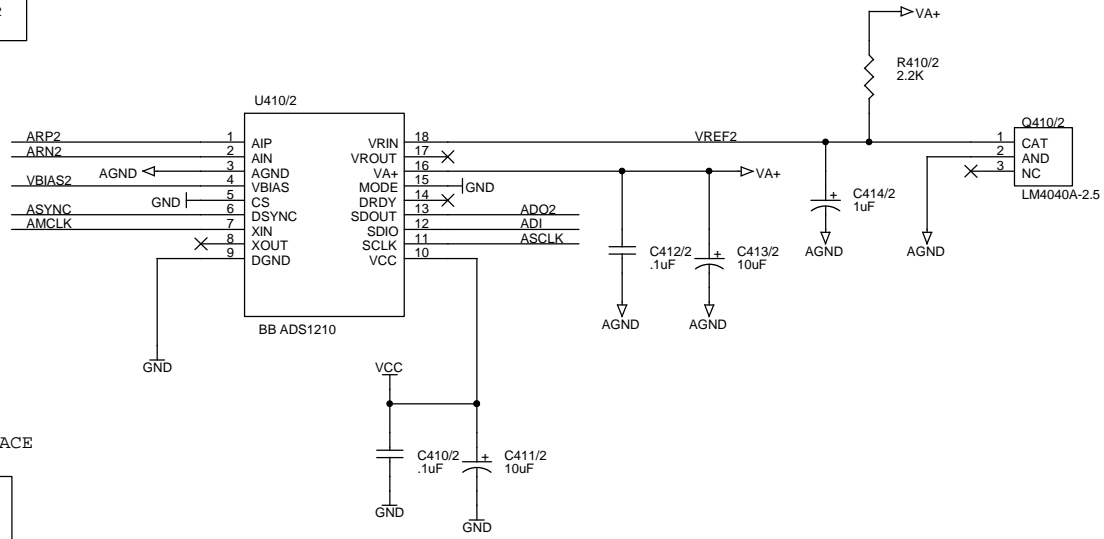 2
VA+
R410/2
2.2K
U410/2
Q410/2
ARP2 1 AIP VRIN 18 VREF2 1 CAT
ARN2 2 AIN VROUT 17 2 AND
AGND 3 AGND VA+ 16 VA+ 3 NC
VBIAS2 4 VBIAS MODE 15 GND
GND 5 CS DRDY 14
ASYNC 6 DSYNC SDOUT 13 ADO2
AMCLK 7 XIN SDIO 12 ADI
8 XOUT SCLK 11 ASCLK
9 DGND VCC 10
C414/2
1uF
LM4040A-2.5
C412/2
.1uF
C413/2
10uF
AGND
AGND
AGND
AGND
BB ADS1210
GND
VCC
ACE
C410/2
.1uF
C411/2
10uF
GND
GND